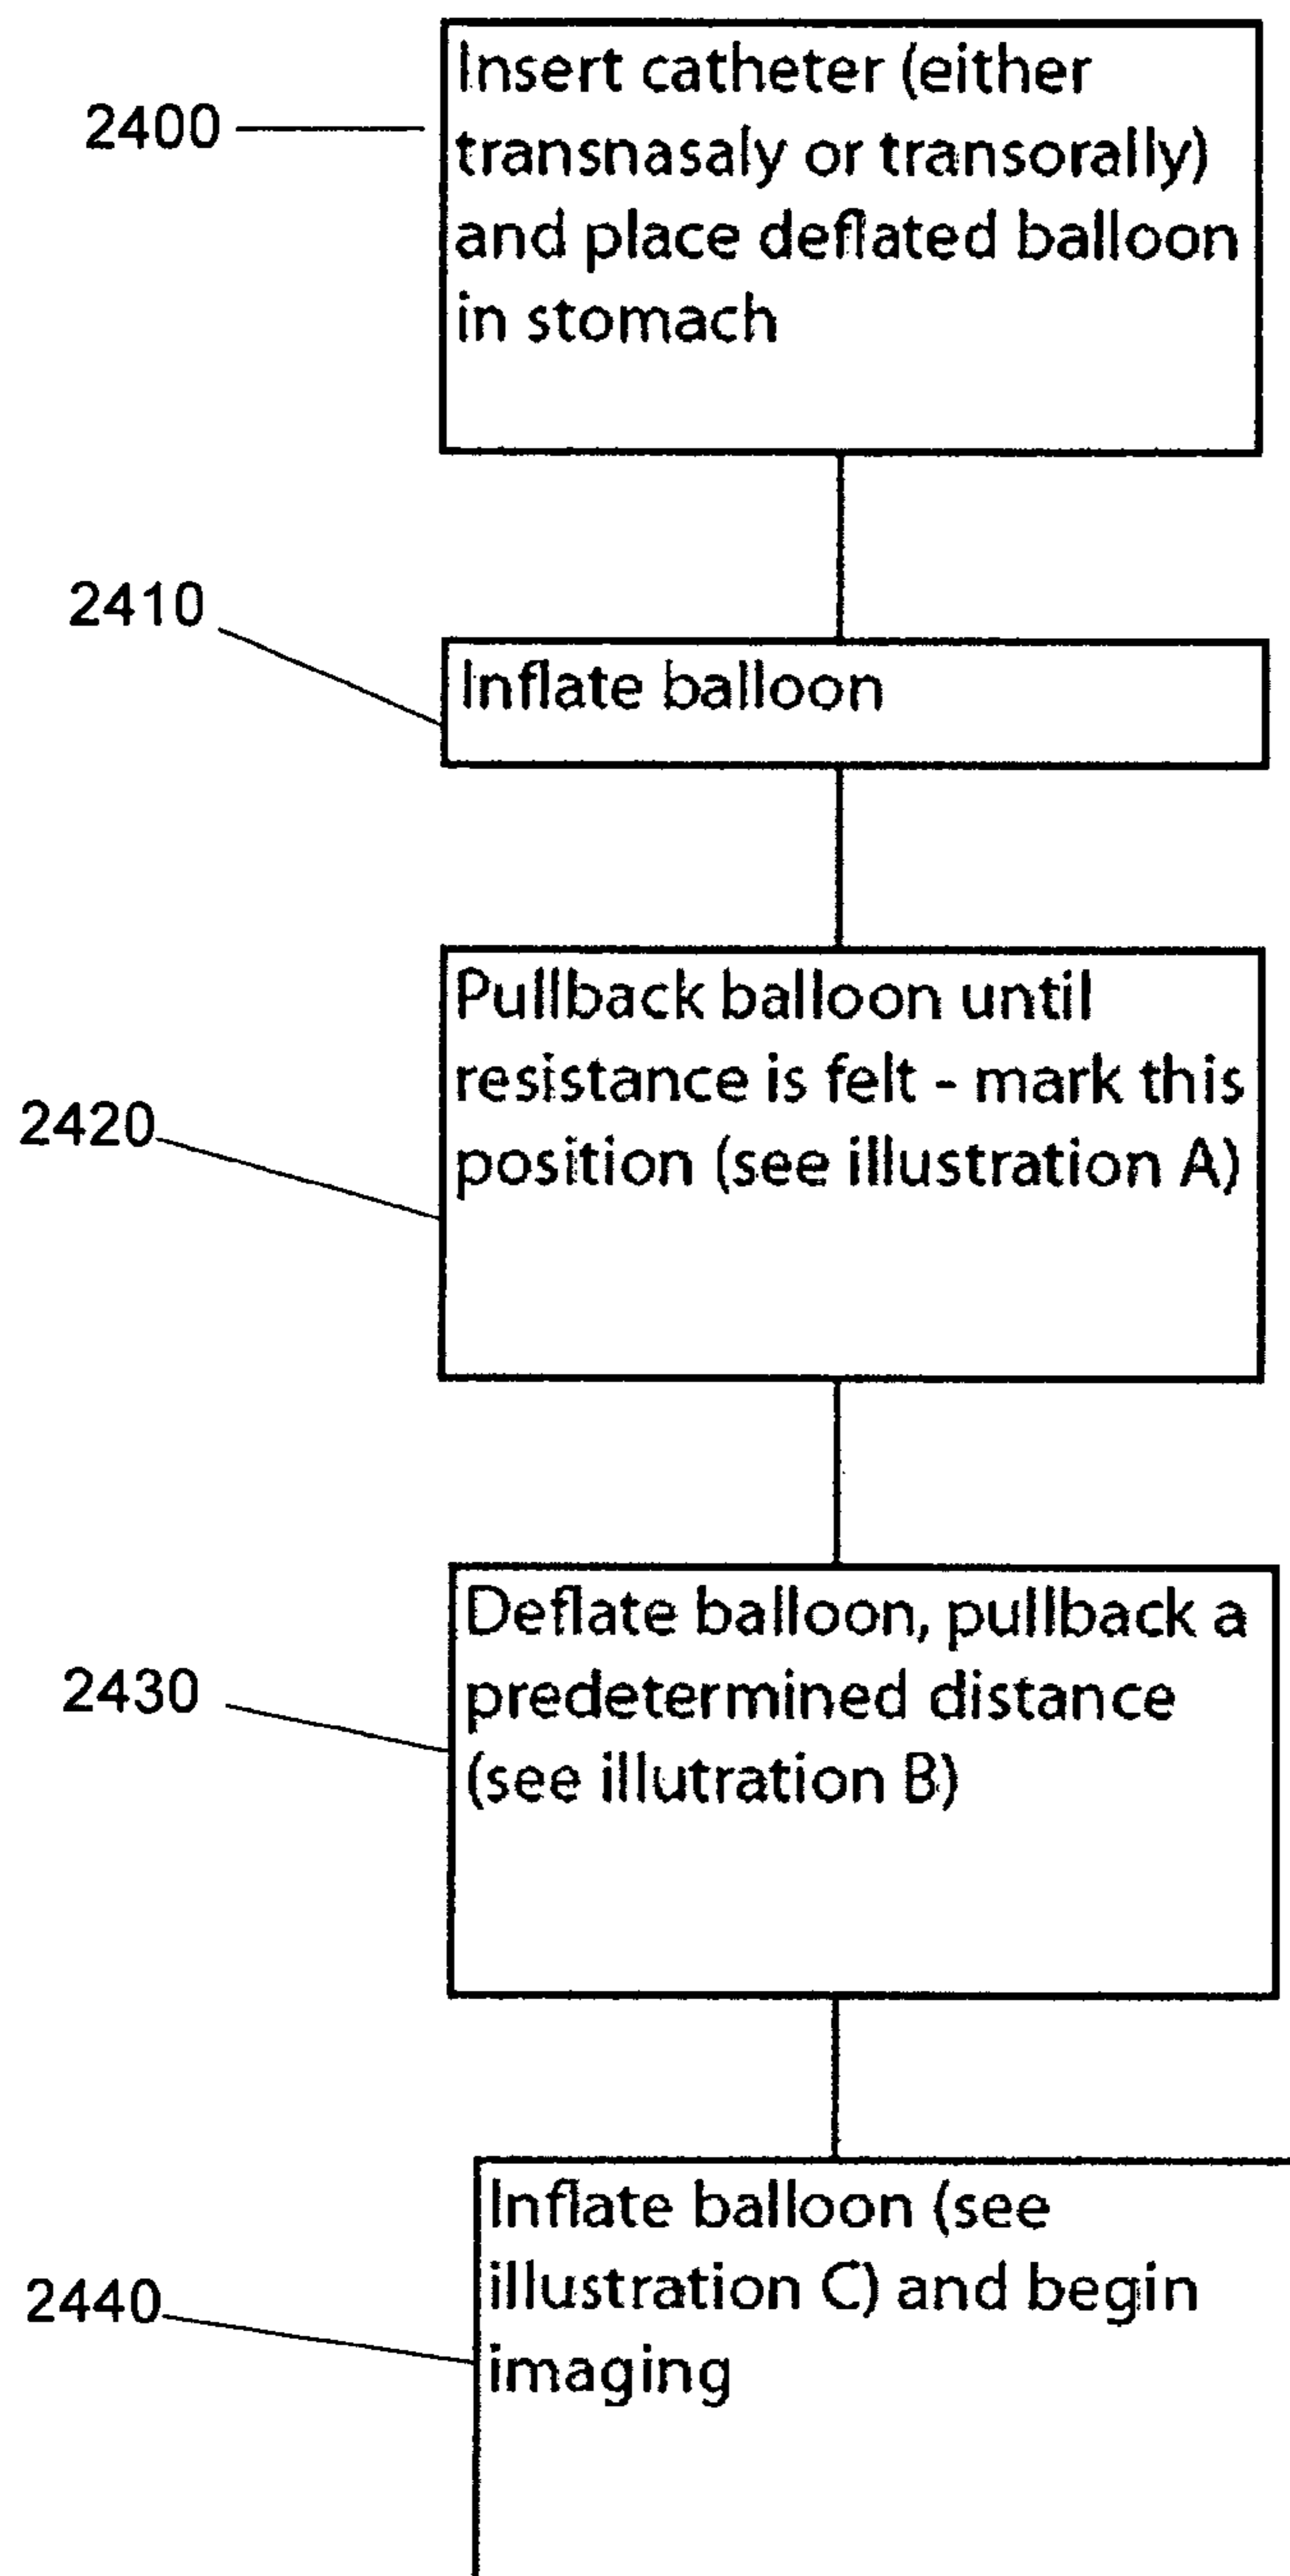 2400
Insert catheter (either
transnasaly or transorally)
and place deflated balloon
in stomach
2410
Inflate balloon
Pullback balloon until
resistance is felt - mark this
2420
position (see illustration A)
Deflate balloon, pullback a
2430
predetermined distance
(see illutration B)
Inflate balloon (see
2440
illustration C) and begin
imaging